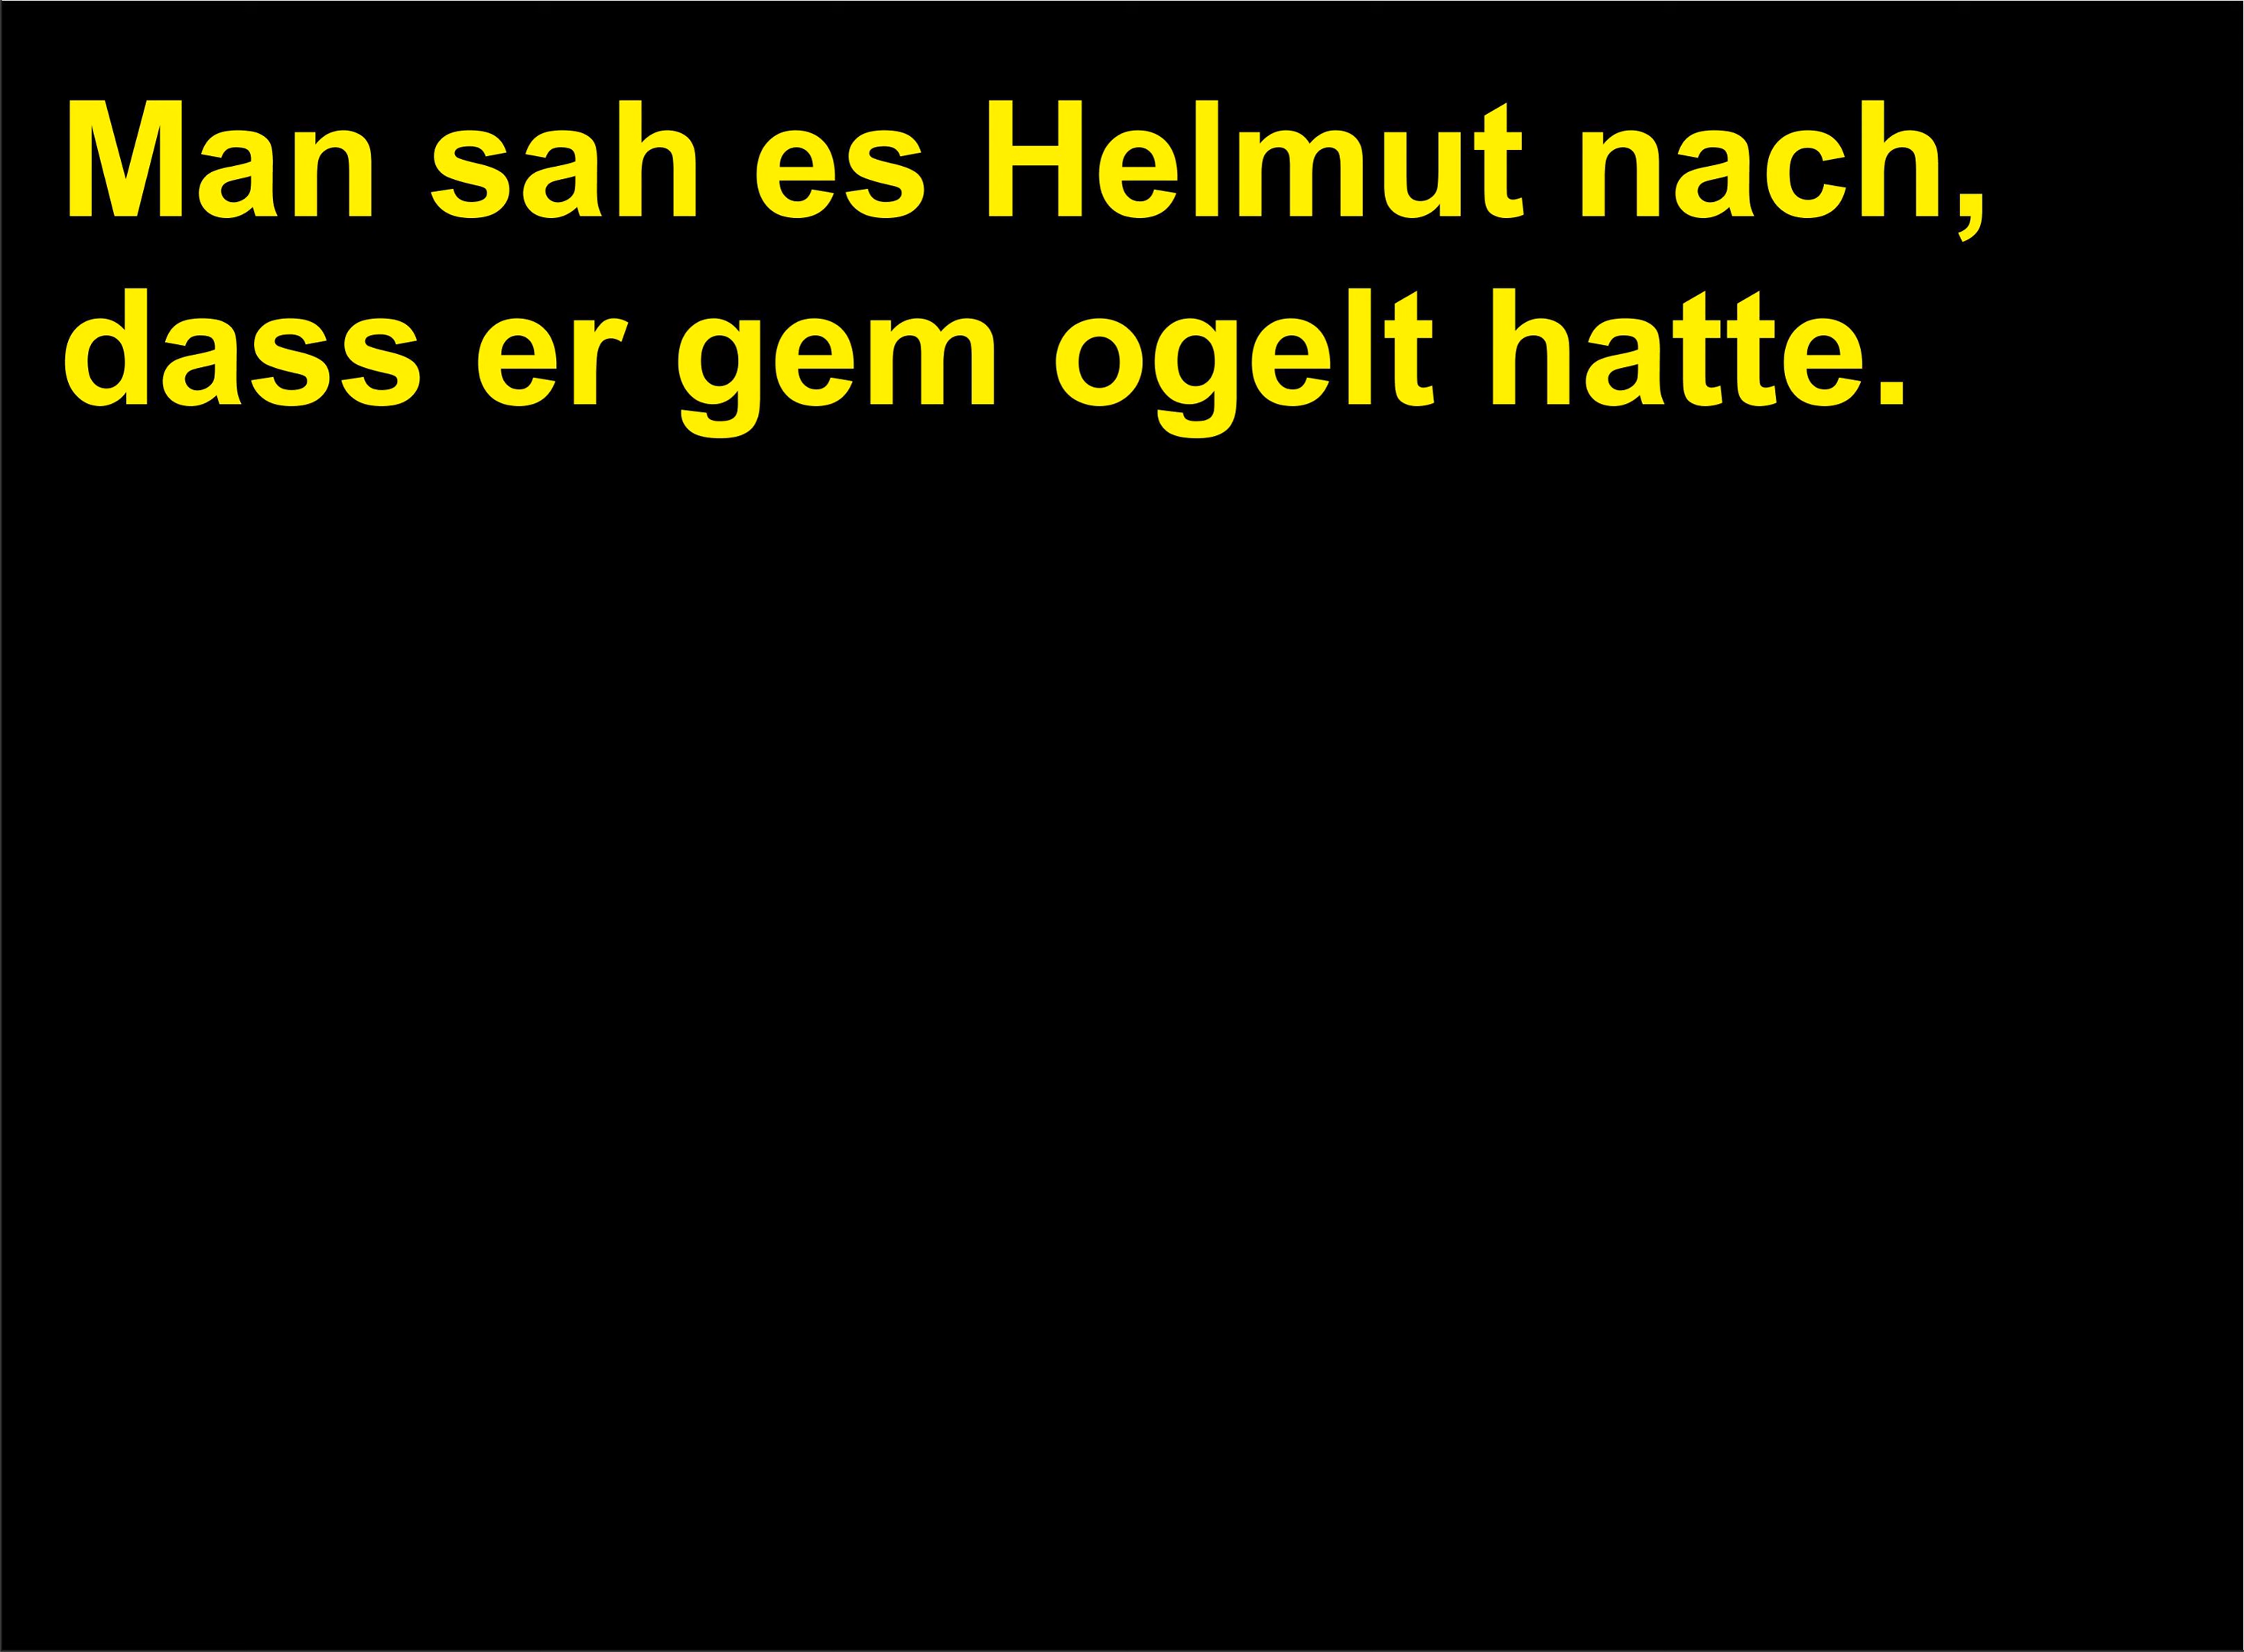 Man sah es Helmut nach,
dass er gem ogelt hatte.